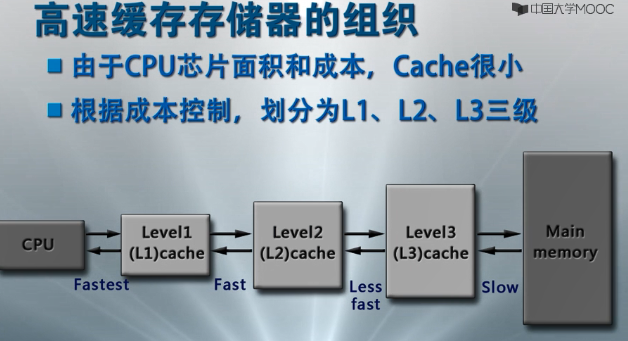 高速缓存存储器的组织
中国大学MOOC
由于CPU芯片面积和成本，Cache很小
根据成本控制，划分为L1、L2、L3三级
CPU
Level1
(L1)cache
Level2
(L2)cache
Level3
(L3)cache
Main
memory
Fastest
Fast
Less
fast
Slow